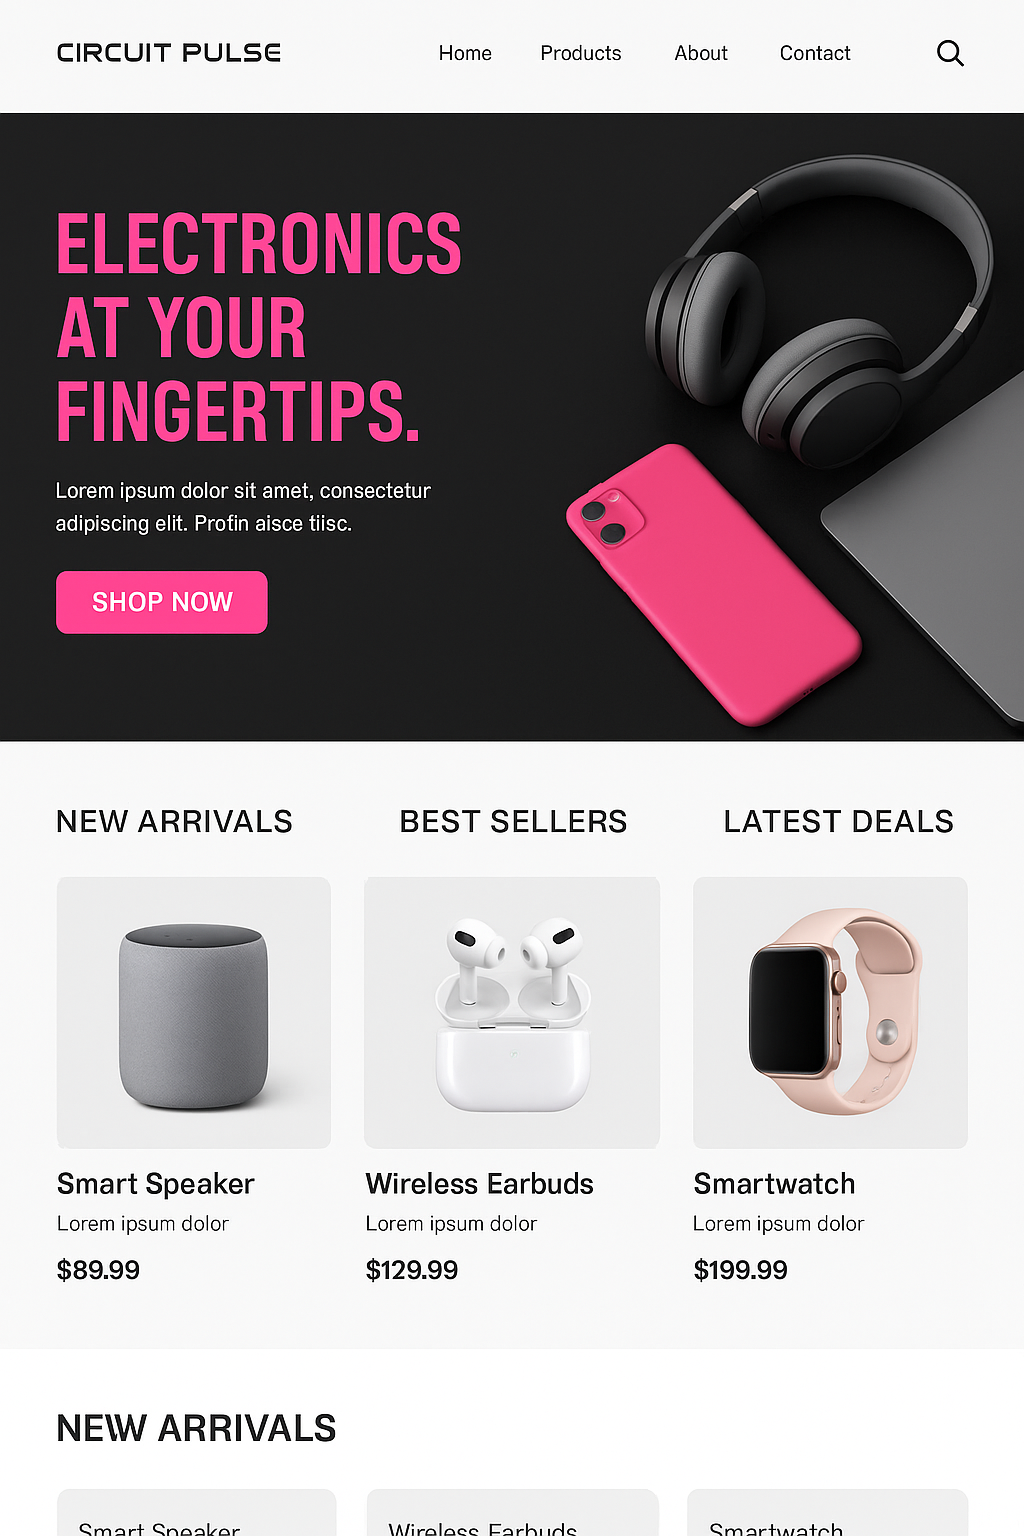 CIRCUIT PULSE
Home Products About Contact
ELECTRONICS
AT YOUR
FINGERTIPS.
Lorem ipsum dolor sit amet, consectetur
adipiscing elit. Profin aisce tiisc.
SHOP NOW
NEW ARRIVALS
BEST SELLERS
LATEST DEALS
Smart Speaker
Lorem ipsum dolor
$89.99
Wireless Earbuds
Lorem ipsum dolor
$129.99
Smartwatch
Lorem ipsum dolor
$199.99
NEW ARRIVALS
Smart Speaker
Wireless Earbuds
Smartwatch